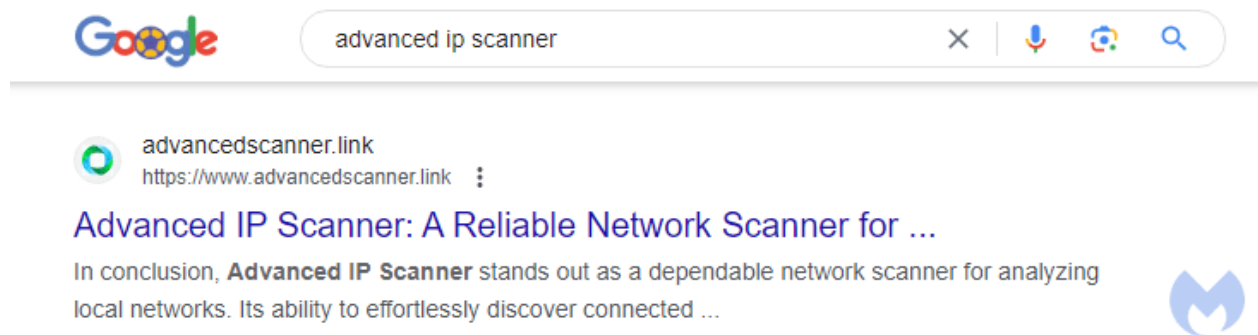 Google
advanced ip scanner
advancedscanner.link
https://www.advancedscanner.link
Advanced IP Scanner: A Reliable Network Scanner for ...
In conclusion, Advanced IP Scanner stands out as a dependable network scanner for analyzing
local networks. Its ability to effortlessly discover connected ...